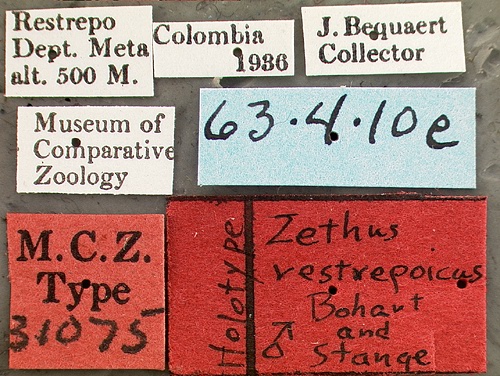 Restrepo
Dept. Meta
alt. 500 M.
Colombia
1936
J. Bequaert
Collector
Museum of
Comparative
Zoology
63.4.10e
M.C.Z.
Type
31075
Holotype
Zethus
restrepoicus
Bohart
and
♂ Stange